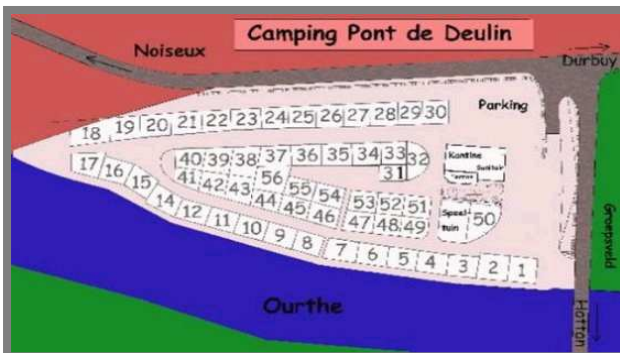 Camping Pont de Deulin
Noiseux
Durbuy
Parking
18 19 20 21 22 23 24 25 26 27 28 29 30
17 16 15 14 12 11 10 9 8 7 6 5 4 3 2 1
40 39 38 37 36 35 34 33 32
31
41 42 43 56 55 54
44 45 46
53 52 51
47 48 49
Kantine
Sanitair
Speel
tuin
50
Groepsveld
Ourthe
Hotton